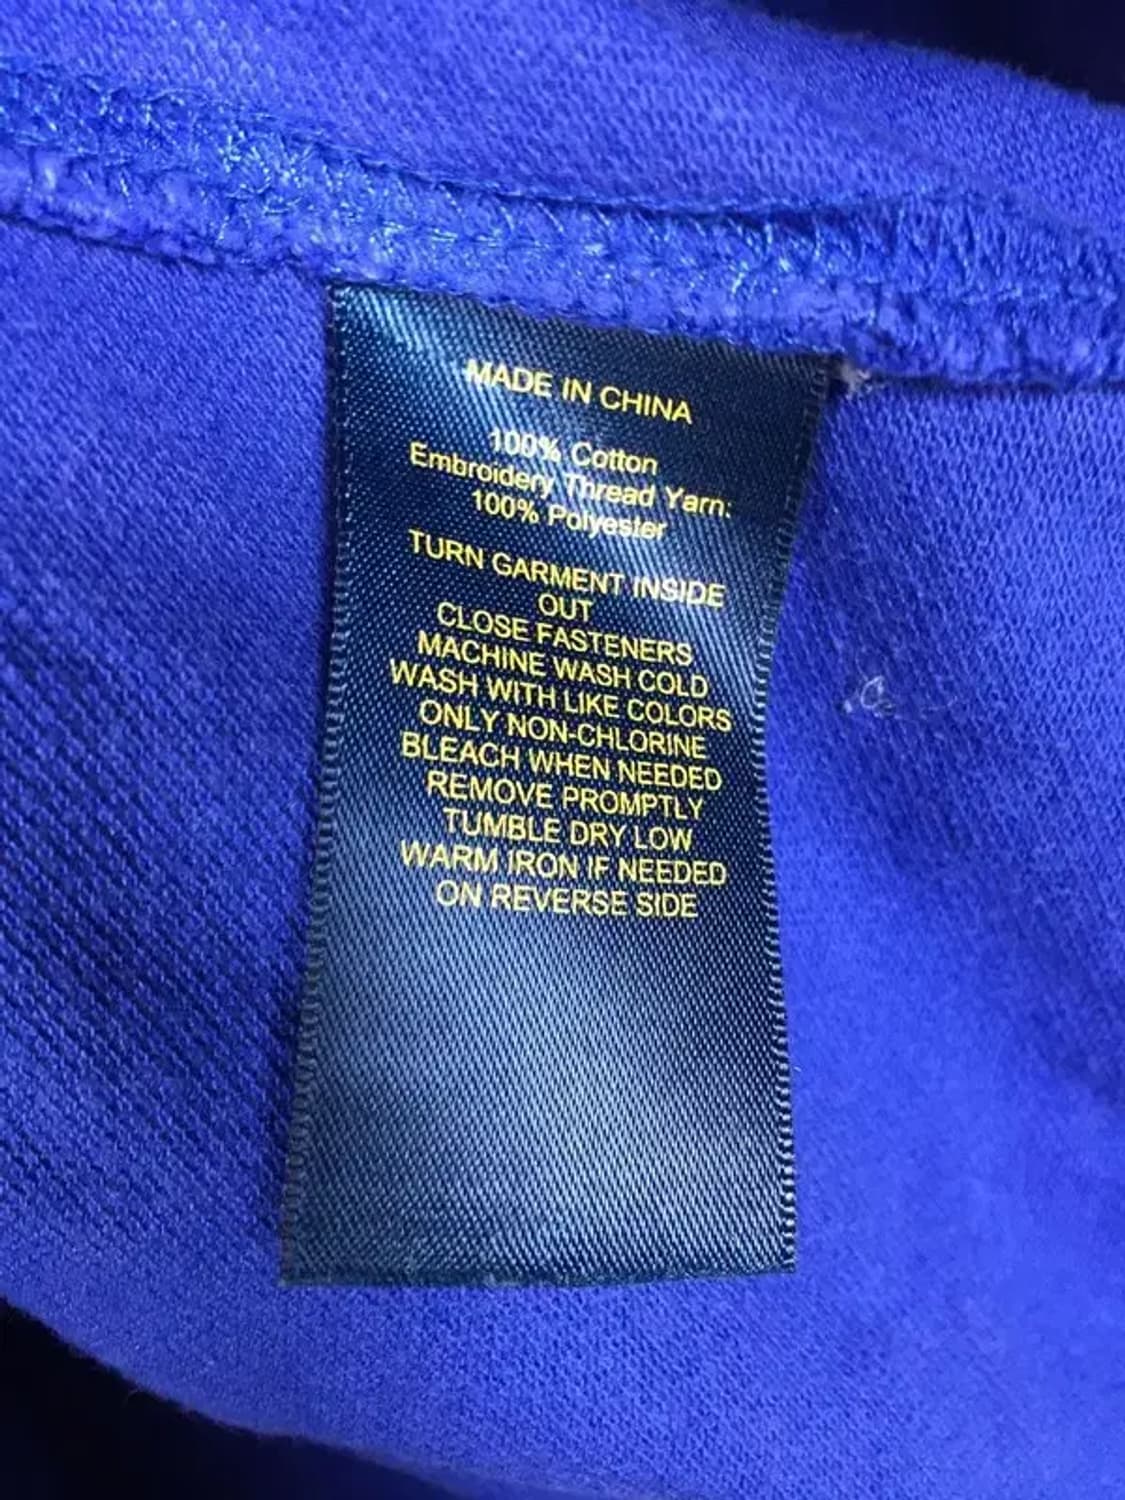 MADE IN CHINA
100% Cotton
Embroidery Thread Yarn:
100% Polyester
TURN GARMENT INSIDE
OUT
CLOSE FASTENERS
MACHINE WASH COLD
WASH WITH LIKE COLORS
ONLY NON-CHLORINE
BLEACH WHEN NEEDED
REMOVE PROMPTLY
TUMBLE DRY LOW
WARM IRON IF NEEDED
ON REVERSE SIDE